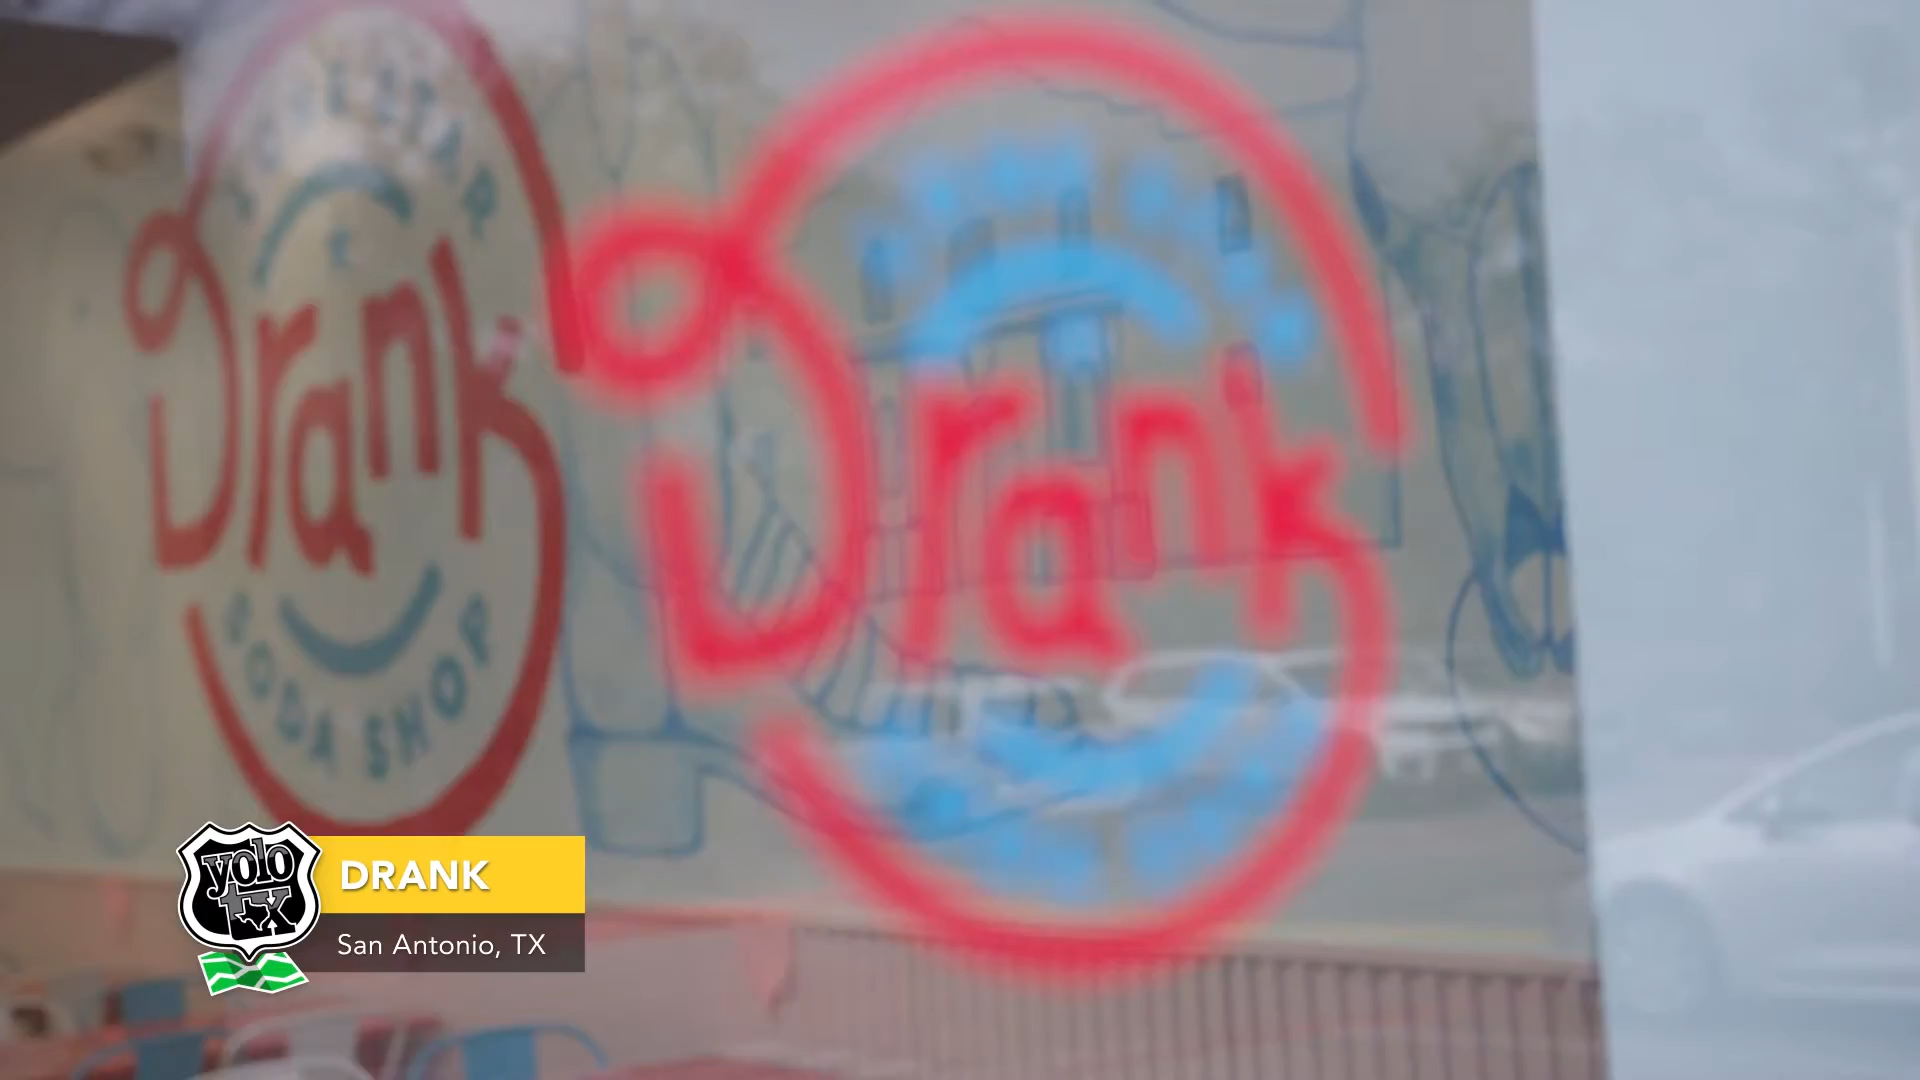 Drank
SODA SHOP
Drank
yolo
tx
DRANK
San Antonio, TX